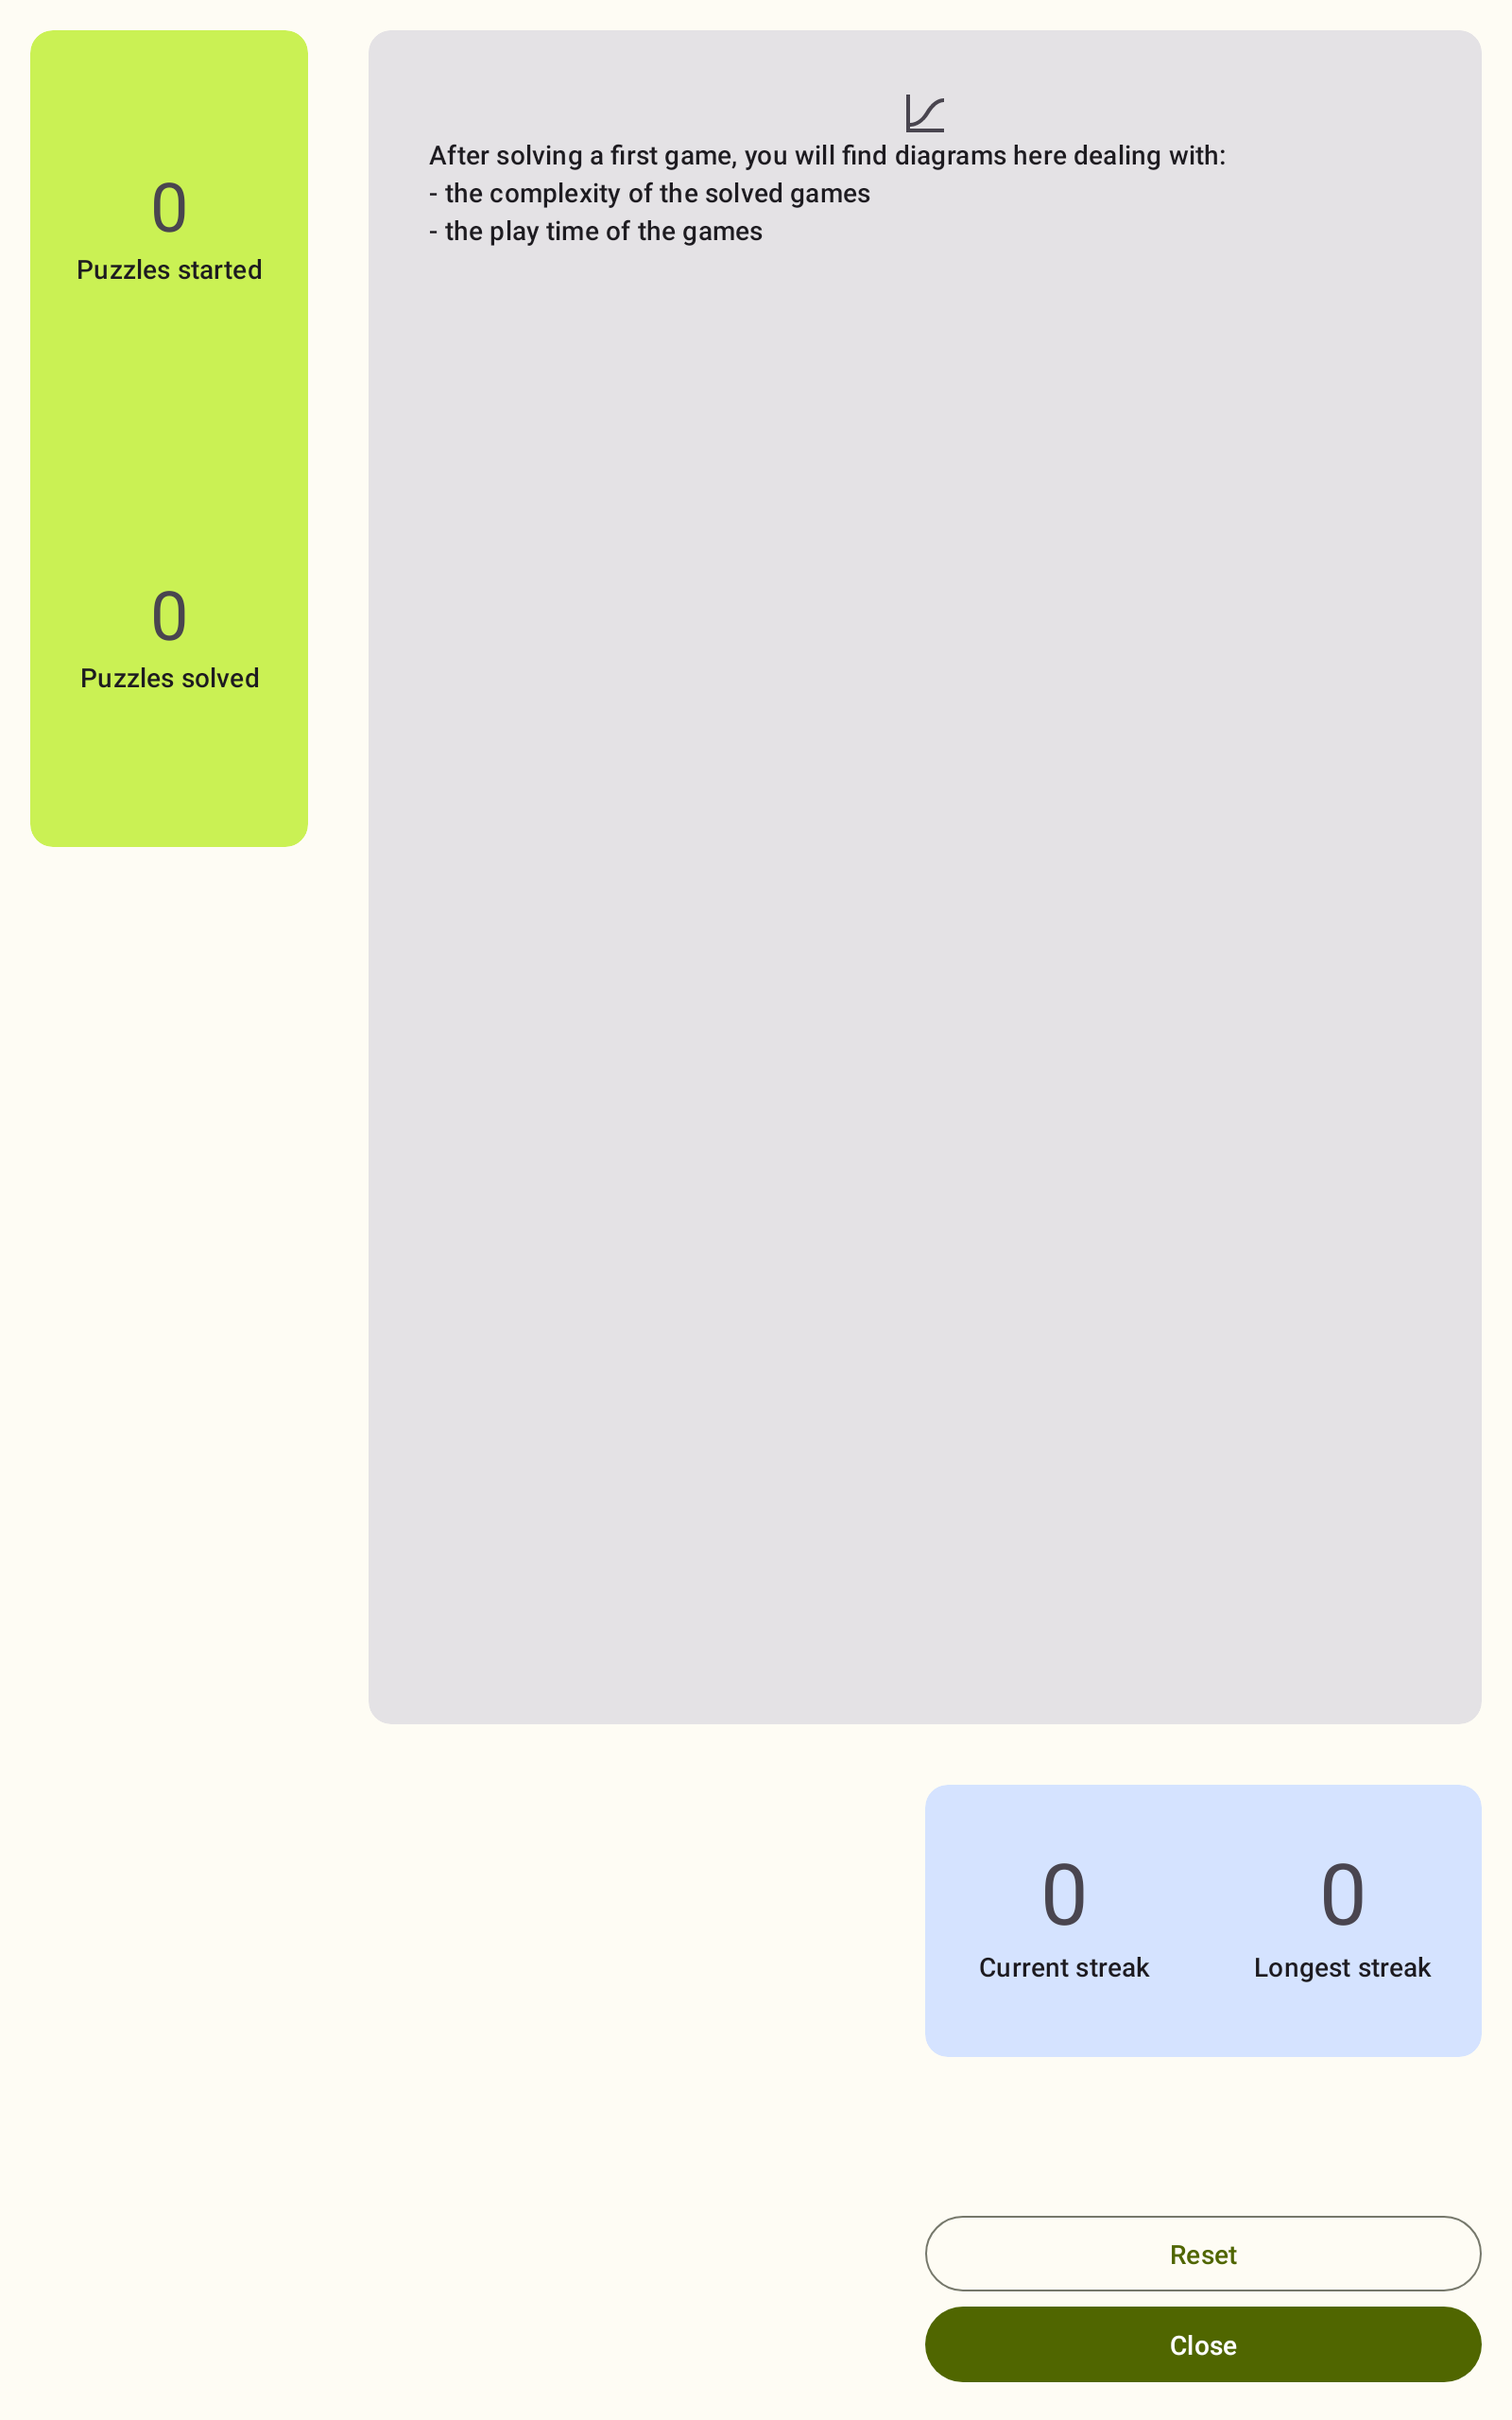 0
Puzzles started
0
Puzzles solved
After solving a first game, you will find diagrams here dealing with:
- the complexity of the solved games
- the play time of the games
0
Current streak
0
Longest streak
Reset
Close